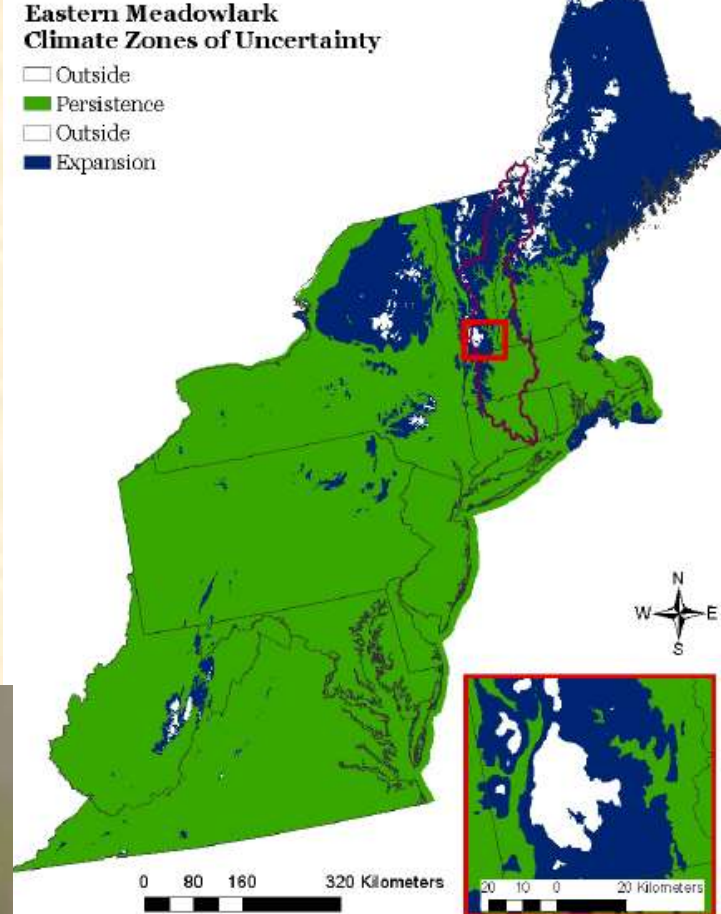 Eastern Meadowlark
Climate Zones of Uncertainty
Outside
Persistence
Outside
Expansion
N
W E
S
0 80 160 320 Kilometers
20 10 0 20 Kilometers